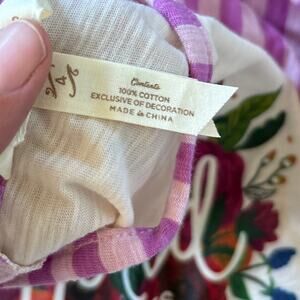 Contents
100% COTTON
EXCLUSIVE OF DECORATION
MADE in CHINA